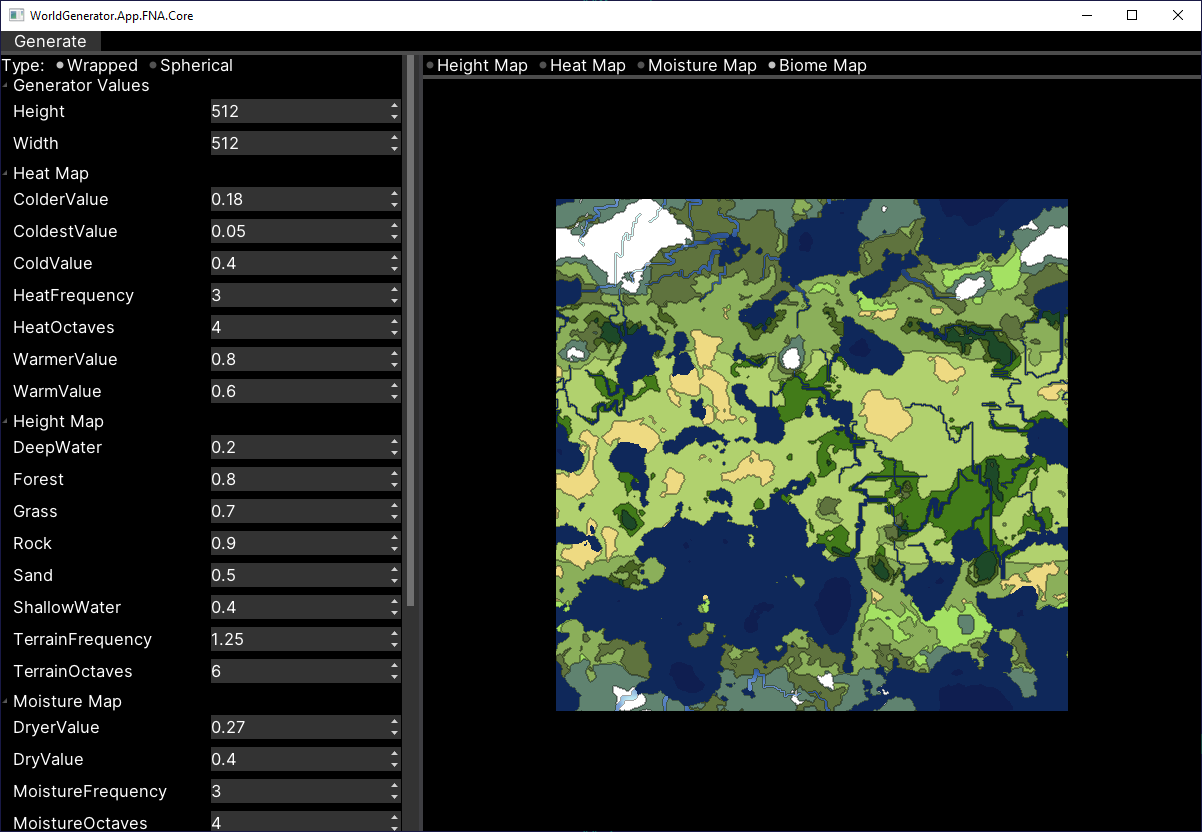 WorldGenerator.App.FNA.Core
Generate
Type: Wrapped Spherical
Height Map Heat Map Moisture Map Biome Map
Generator Values
Height 512
Width 512
Heat Map
ColderValue 0.18
ColdestValue 0.05
ColdValue 0.4
HeatFrequency 3
HeatOctaves 4
WarmerValue 0.8
WarmValue 0.6
Height Map
DeepWater 0.2
Forest 0.8
Grass 0.7
Rock 0.9
Sand 0.5
ShallowWater 0.4
TerrainFrequency 1.25
TerrainOctaves 6
Moisture Map
DryerValue 0.27
DryValue 0.4
MoistureFrequency 3
MoistureOctaves 4